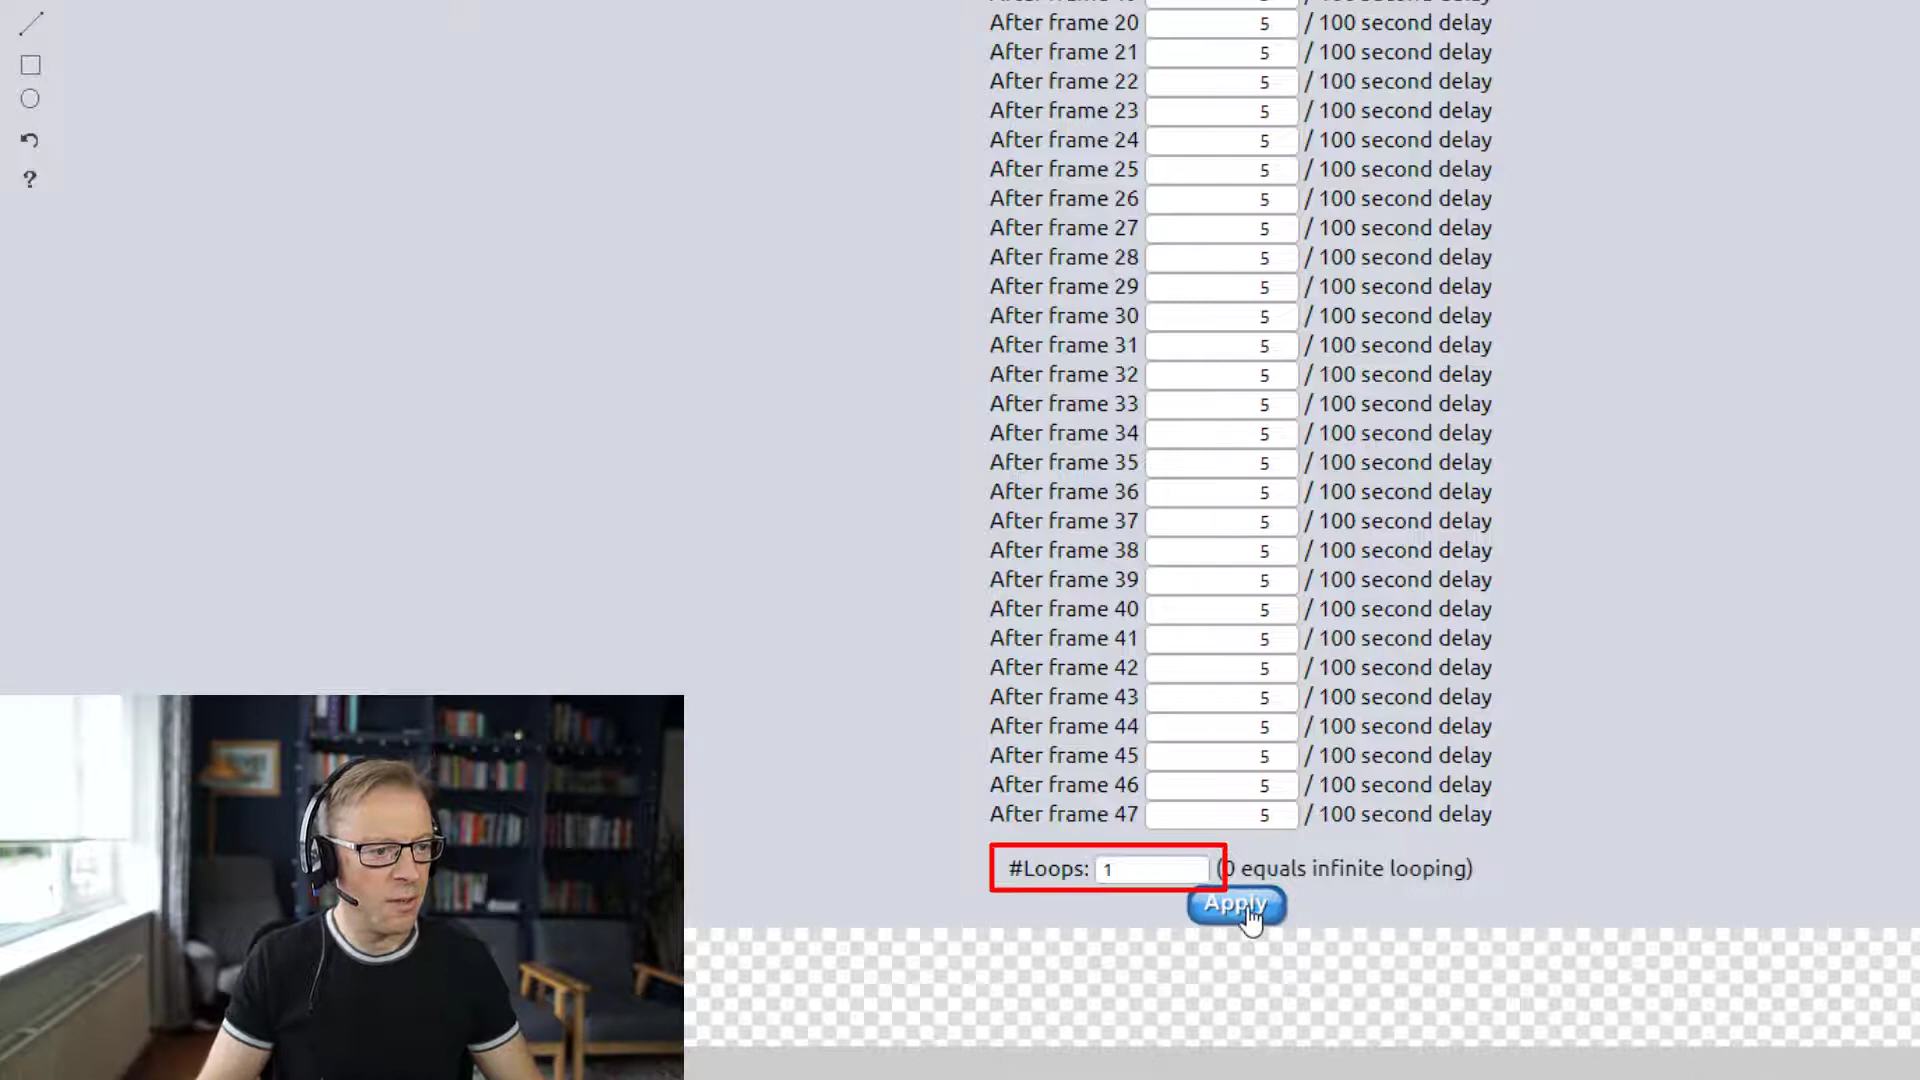 After frame 20 5 / 100 second delay
After frame 21 5 / 100 second delay
After frame 22 5 / 100 second delay
After frame 23 5 / 100 second delay
After frame 24 5 / 100 second delay
After frame 25 5 / 100 second delay
After frame 26 5 / 100 second delay
After frame 27 5 / 100 second delay
After frame 28 5 / 100 second delay
After frame 29 5 / 100 second delay
After frame 30 5 / 100 second delay
After frame 31 5 / 100 second delay
After frame 32 5 / 100 second delay
After frame 33 5 / 100 second delay
After frame 34 5 / 100 second delay
After frame 35 5 / 100 second delay
After frame 36 5 / 100 second delay
After frame 37 5 / 100 second delay
After frame 38 5 / 100 second delay
After frame 39 5 / 100 second delay
After frame 40 5 / 100 second delay
After frame 41 5 / 100 second delay
After frame 42 5 / 100 second delay
After frame 43 5 / 100 second delay
After frame 44 5 / 100 second delay
After frame 45 5 / 100 second delay
After frame 46 5 / 100 second delay
After frame 47 5 / 100 second delay
#Loops: 1 (0 equals infinite looping)
Apply
?